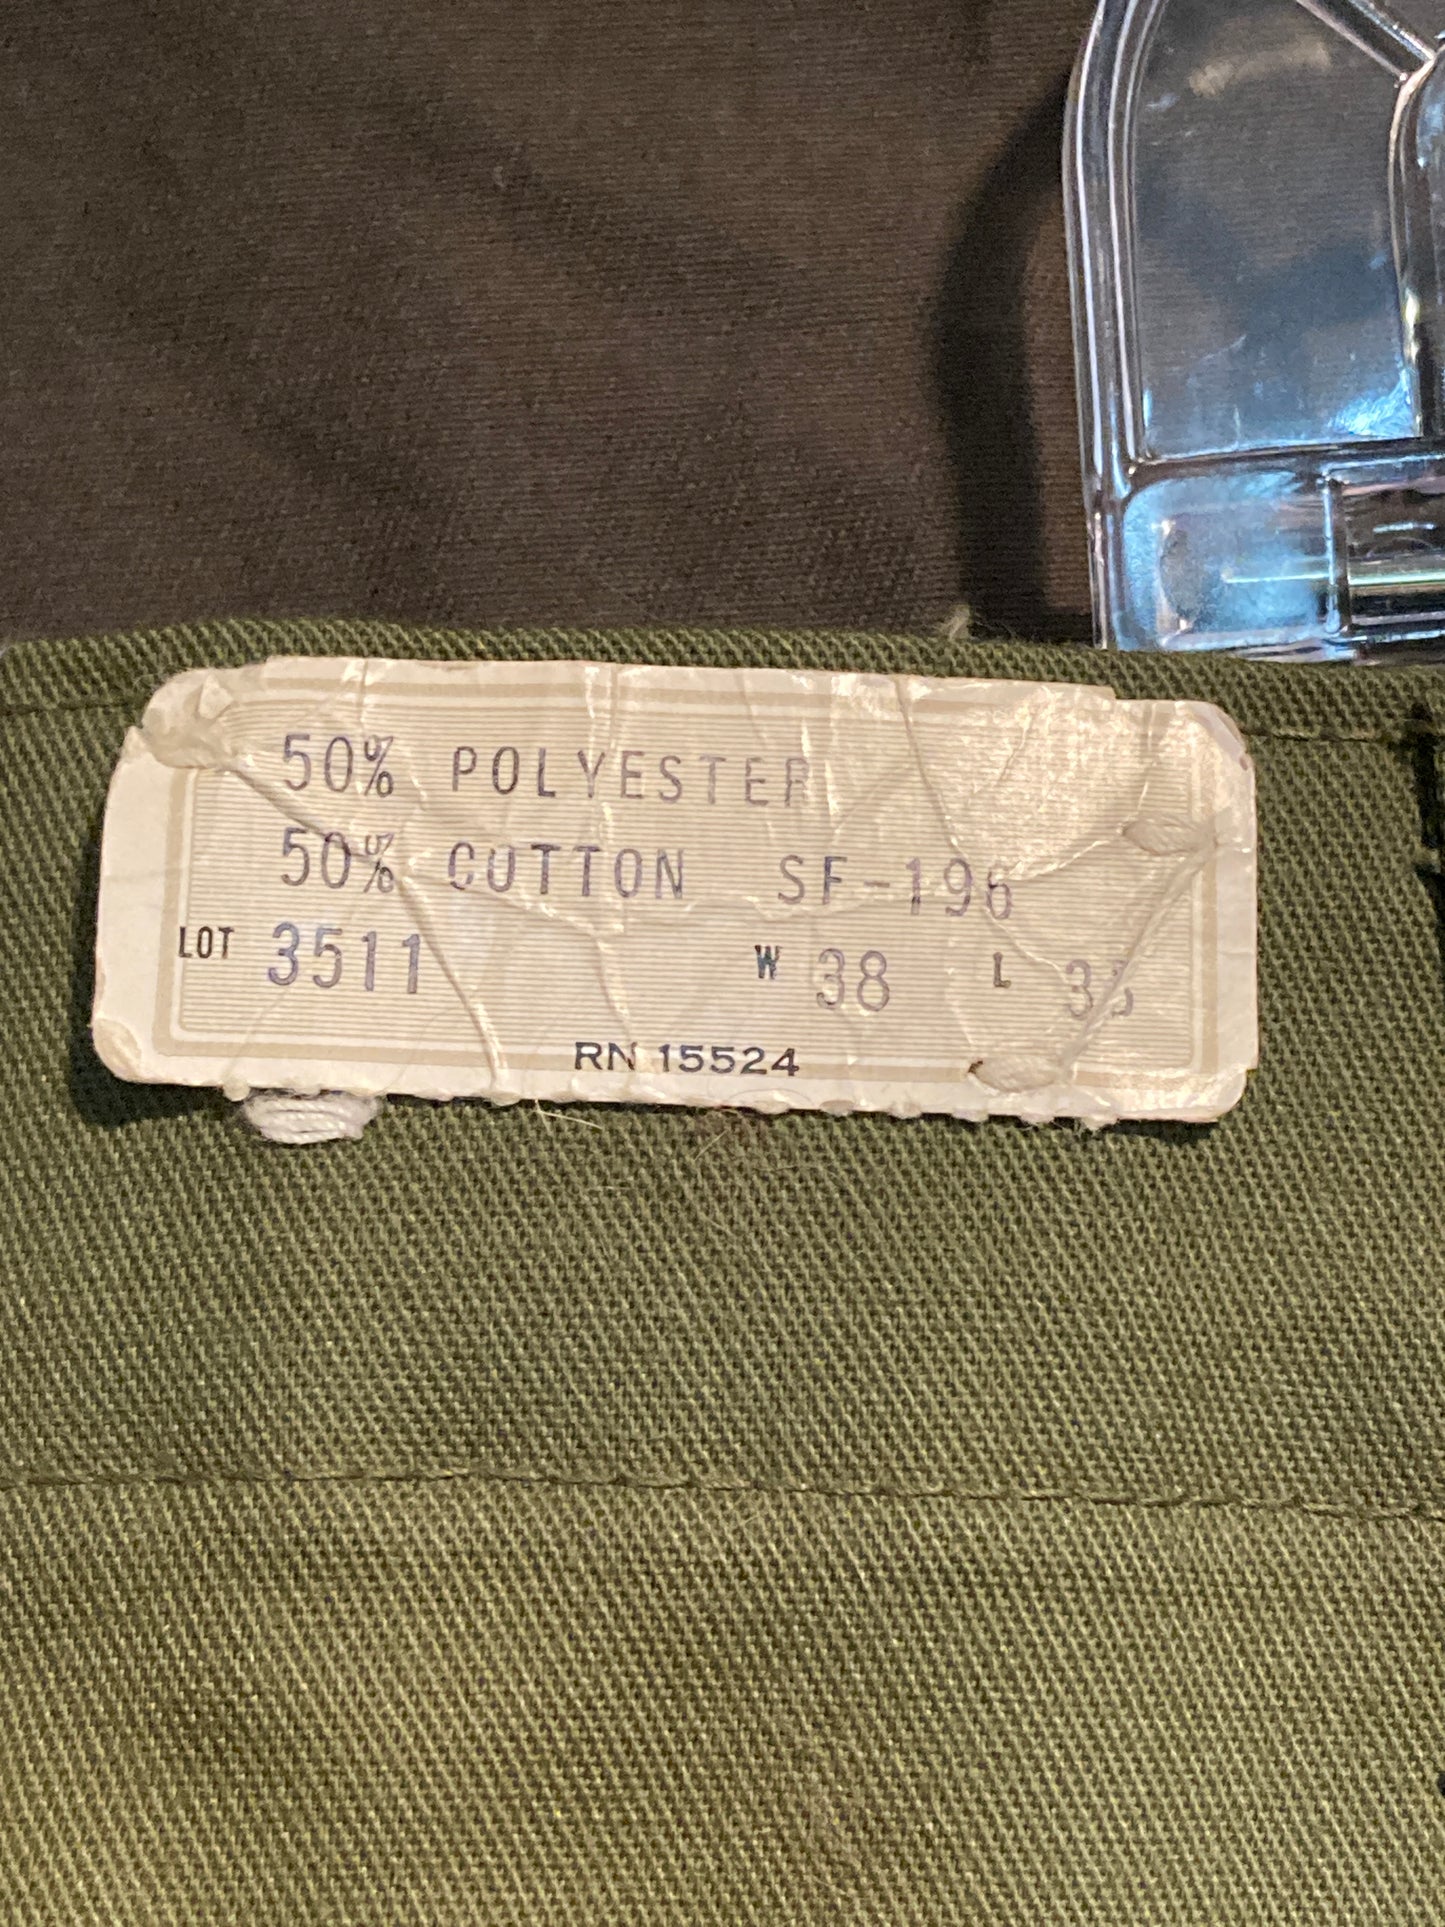 50% POLYESTER
50% COTTON SF-196
LOT 3511 W 38 L
RN 15524